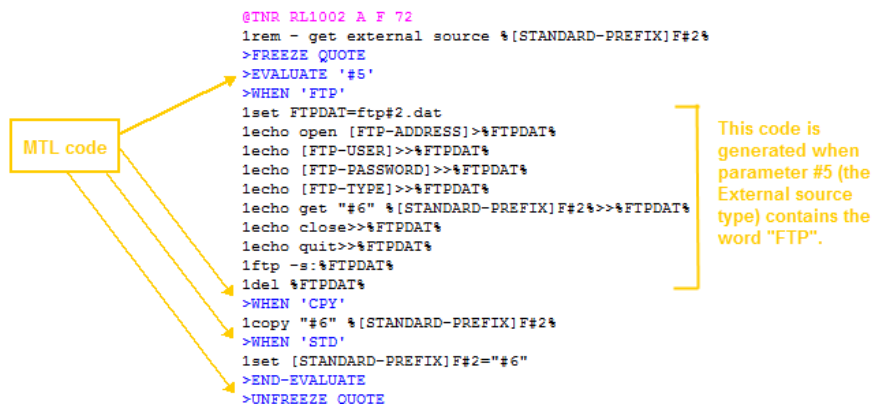 @TNR RL1002 A F 72
1rem - get external source %[STANDARD-PREFIX]F#2%
>FREEZE QUOTE
>EVALUATE '#5'
>WHEN 'FTP'
1set FTPDAT=ftp#2.dat
1echo open [FTP-ADDRESS]>%FTPDAT%
1echo [FTP-USER]>>%FTPDAT%
1echo [FTP-PASSWORD]>>%FTPDAT%
1echo [FTP-TYPE]>>%FTPDAT%
1echo get "#6" %[STANDARD-PREFIX]F#2%>>%FTPDAT%
1echo close>>%FTPDAT%
1echo quit>>%FTPDAT%
1ftp -s:%FTPDAT%
1del %FTPDAT%
>WHEN 'CPY'
1copy "#6" %[STANDARD-PREFIX]F#2%
>WHEN 'STD'
1set [STANDARD-PREFIX]F#2="#6"
>END-EVALUATE
>UNFREEZE QUOTE
MTL code
This code is
generated when
parameter #5 (the
External source
type) contains the
word "FTP".